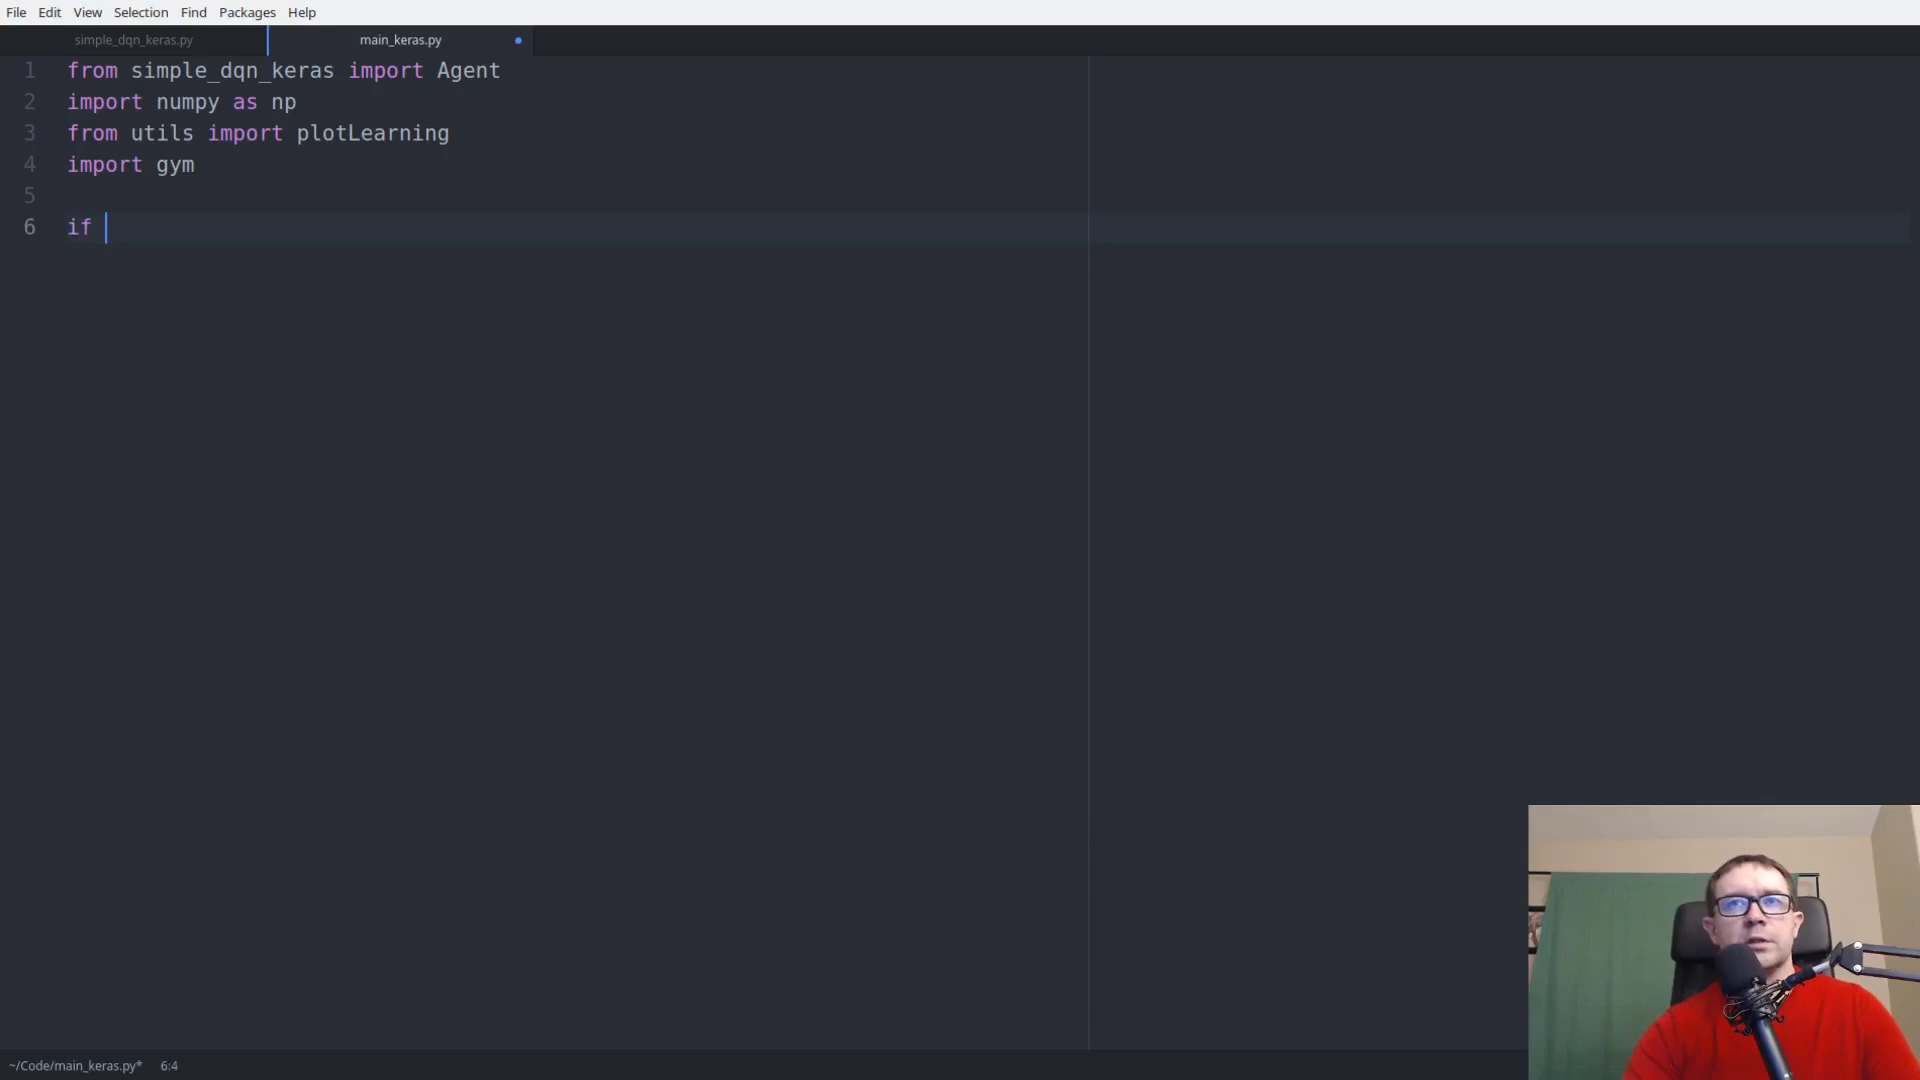 File Edit View Selection Find Packages Help
simple_dqn_keras.py main_keras.py
1 from simple_dqn_keras import Agent
2 import numpy as np
3 from utils import plotLearning
4 import gym
5
6 if
~/Code/main_keras.py* 6:4